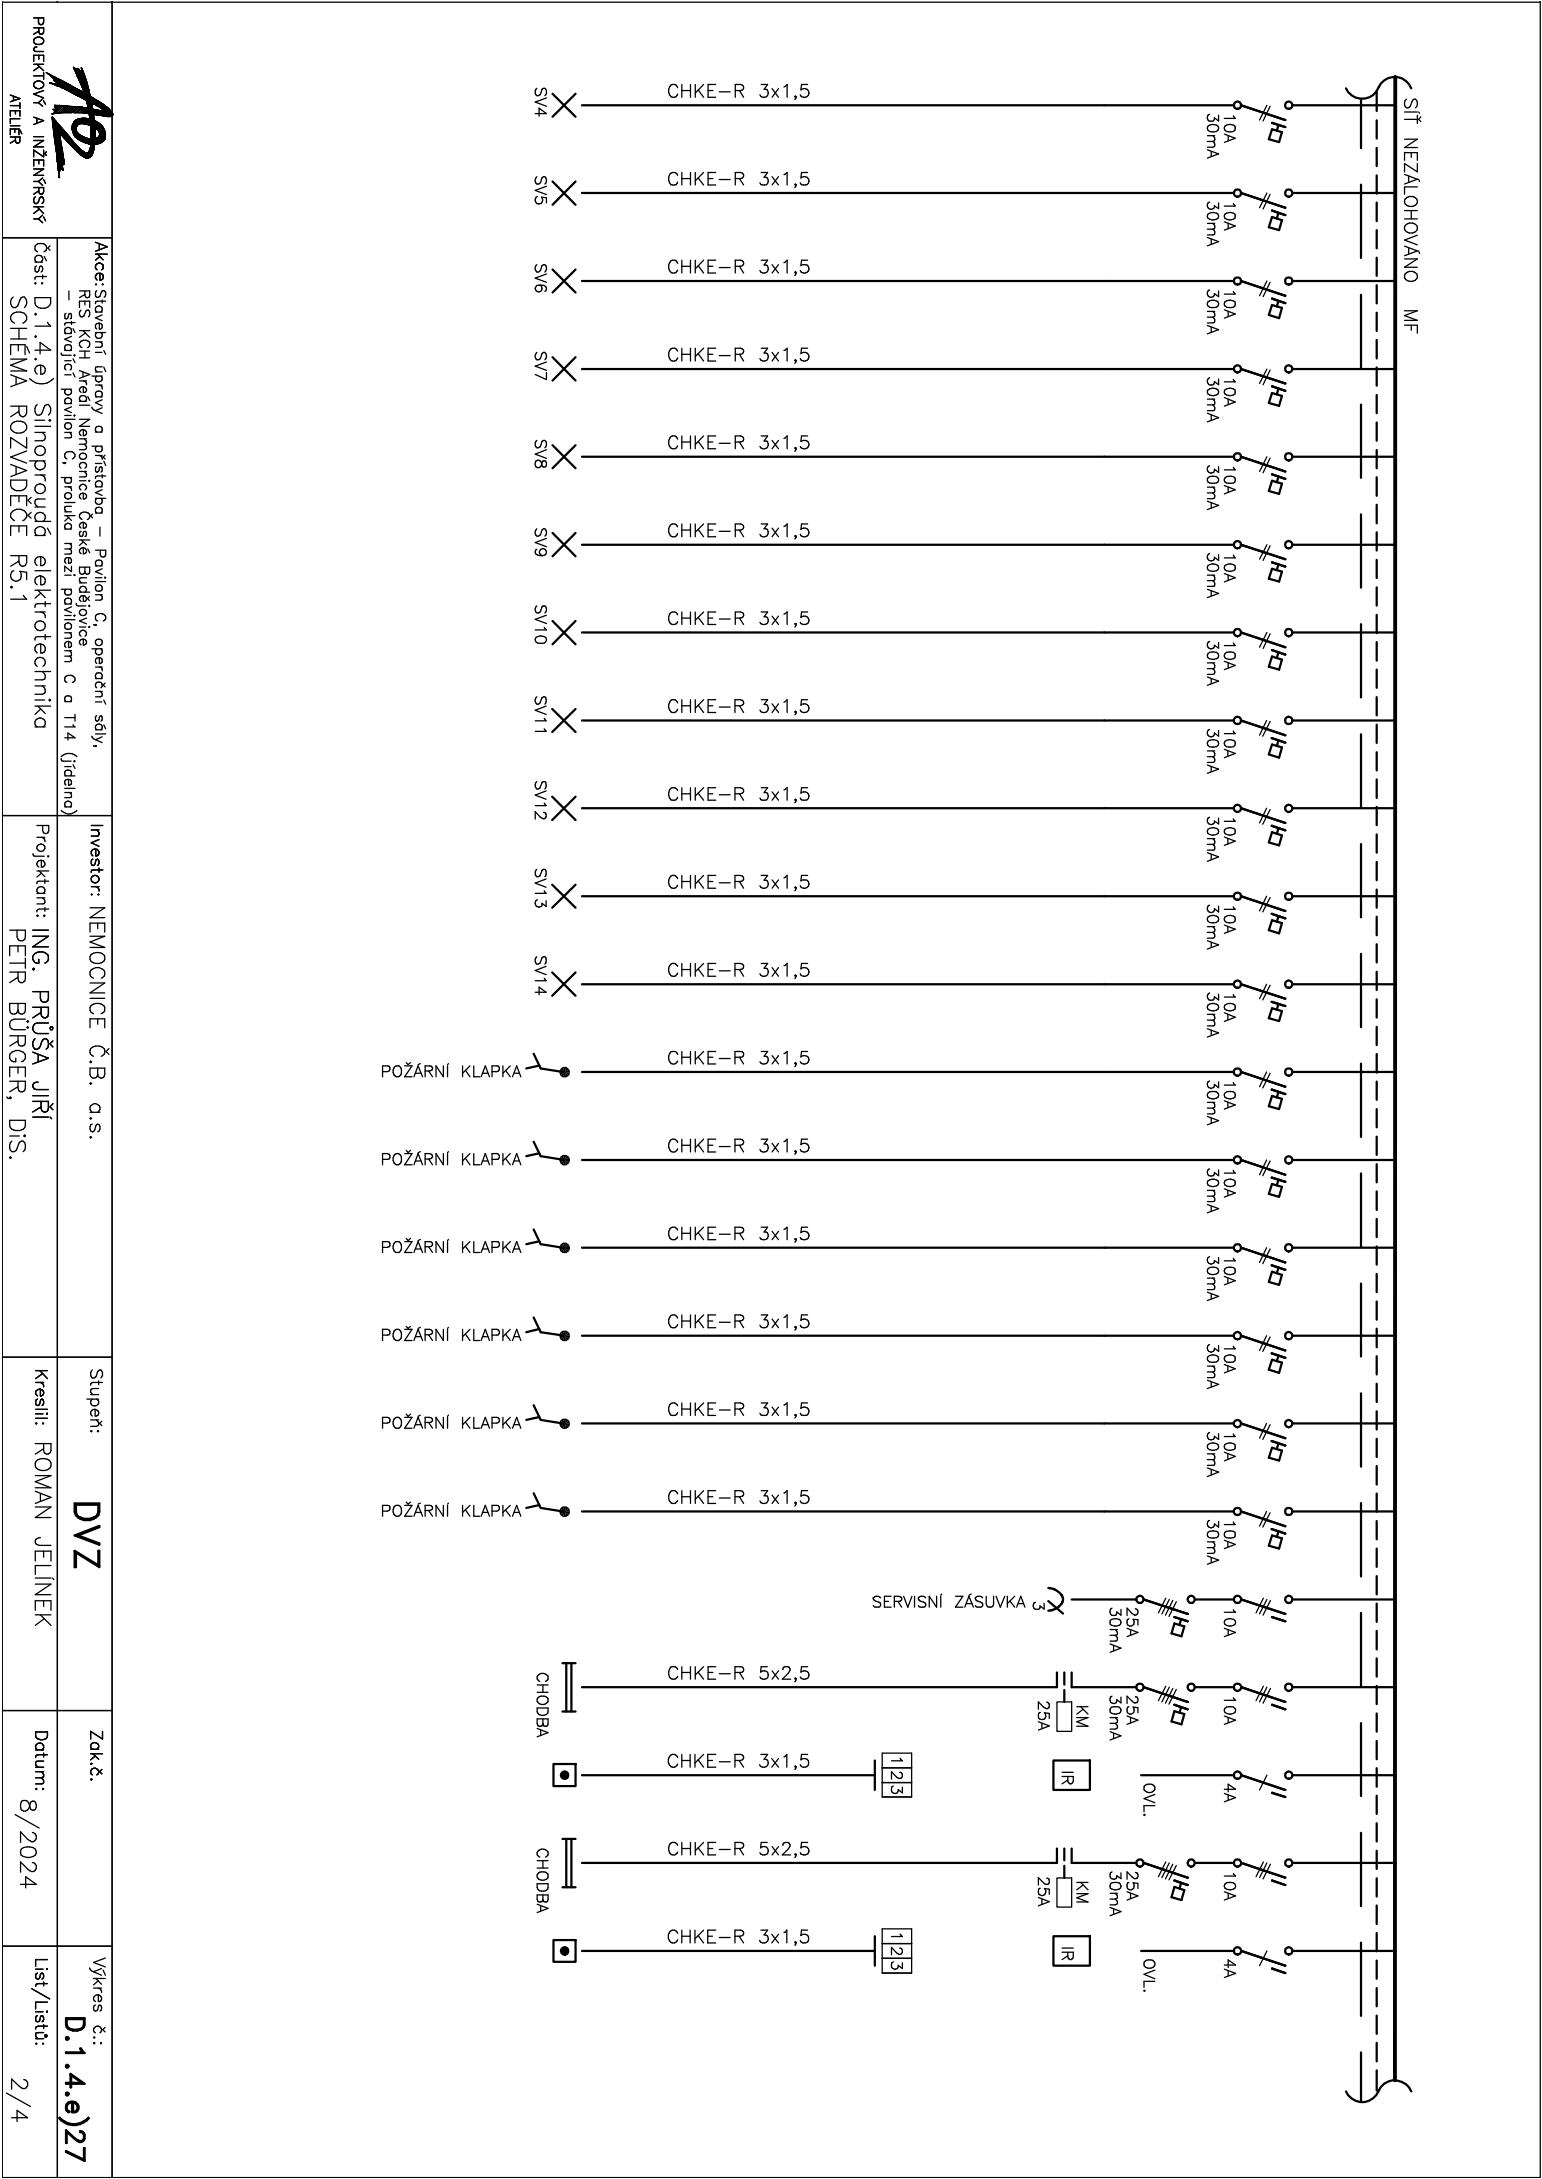 SÍŤ NEZÁLOHOVÁNO MF
10A
30mA
CHKE-R 3x1,5
SV4
10A
30mA
CHKE-R 3x1,5
SV5
10A
30mA
CHKE-R 3x1,5
SV6
10A
30mA
CHKE-R 3x1,5
SV7
10A
30mA
CHKE-R 3x1,5
SV8
10A
30mA
CHKE-R 3x1,5
SV9
10A
30mA
CHKE-R 3x1,5
SV10
10A
30mA
CHKE-R 3x1,5
SV11
10A
30mA
CHKE-R 3x1,5
SV12
10A
30mA
CHKE-R 3x1,5
SV13
10A
30mA
CHKE-R 3x1,5
SV14
10A
30mA
CHKE-R 3x1,5
POŽÁRNÍ KLAPKA
10A
30mA
CHKE-R 3x1,5
POŽÁRNÍ KLAPKA
10A
30mA
CHKE-R 3x1,5
POŽÁRNÍ KLAPKA
10A
30mA
CHKE-R 3x1,5
POŽÁRNÍ KLAPKA
10A
30mA
CHKE-R 3x1,5
POŽÁRNÍ KLAPKA
10A
30mA
CHKE-R 3x1,5
POŽÁRNÍ KLAPKA
10A
25A
30mA
3
SERVISNÍ ZÁSUVKA
10A
25A
30mA
KM
25A
CHKE-R 5x2,5
CHODBA
4A
OVL.
IR
1 2 3
CHKE-R 3x1,5
10A
25A
30mA
KM
25A
CHKE-R 5x2,5
CHODBA
4A
OVL.
IR
1 2 3
CHKE-R 3x1,5
A02
PROJEKTOVÝ A INŽENÝRSKÝ
ATELIÉR
Akce: Stavební úpravy a přístavba - Pavilon C, operační sály,
RES KCH Areál Nemocnice České Budějovice
- stávající pavilon C, proluka mezi pavilonem C a T14 (jídelna)
Část: D.1.4.e) Silnoproudá elektrotechnika
SCHÉMA ROZVADĚČE R5.1
Investor: NEMOCNICE Č.B. a.s.
Projektant: ING. PRŮŠA JIŘÍ
PETR BÜRGER, DiS.
Stupeň: DVZ
Kreslil: ROMAN JELÍNEK
Zak.č.
Datum: 8/2024
Výkres č.: D.1.4.e)27
List/Listů: 2/4